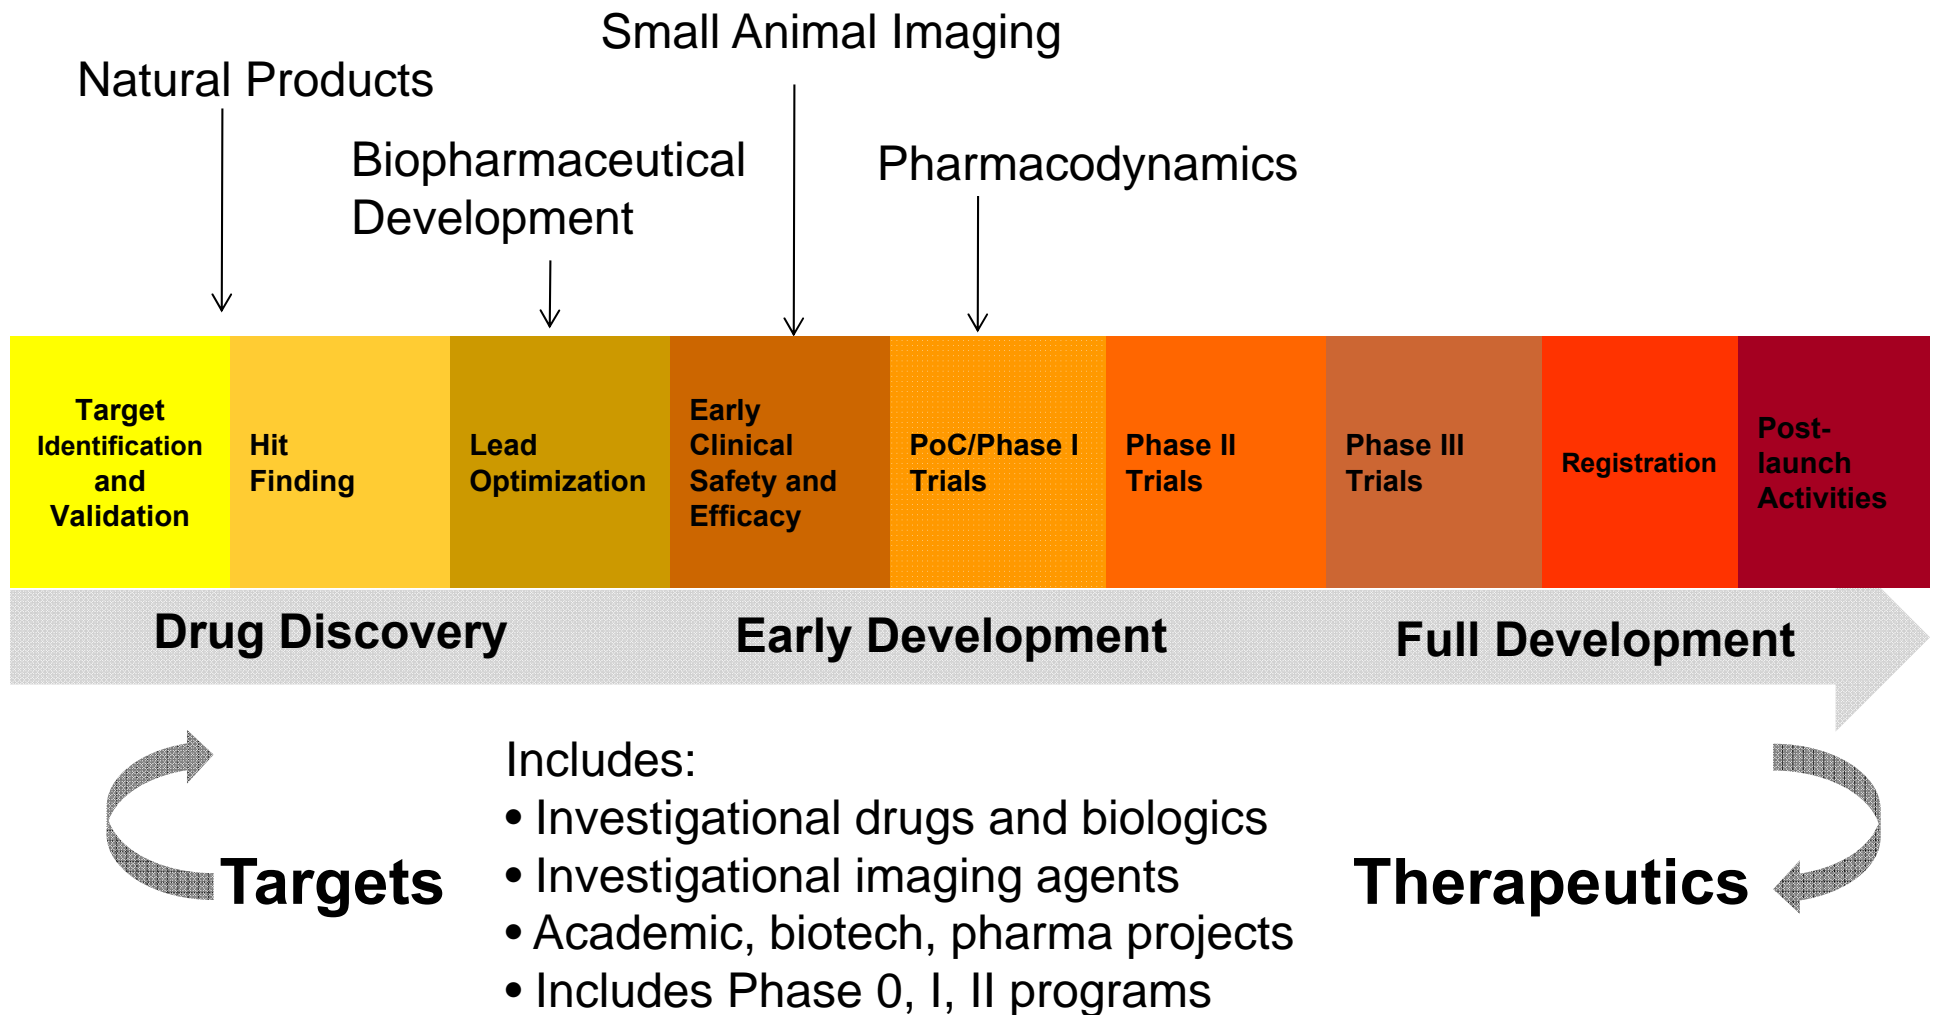 Small Animal Imaging
Natural Products
Biopharmaceutical
Development
Pharmacodynamics
Target
Identification
and
Validation
Hit
Finding
Lead
Optimization
Early
Clinical
Safety and
Efficacy
PoC/Phase I
Trials
Phase II
Trials
Phase III
Trials
Registration
Post-
launch
Activities
Drug Discovery
Early Development
Full Development
Includes:
• Investigational drugs and biologics
• Investigational imaging agents
• Academic, biotech, pharma projects
• Includes Phase 0, I, II programs
Targets
Therapeutics